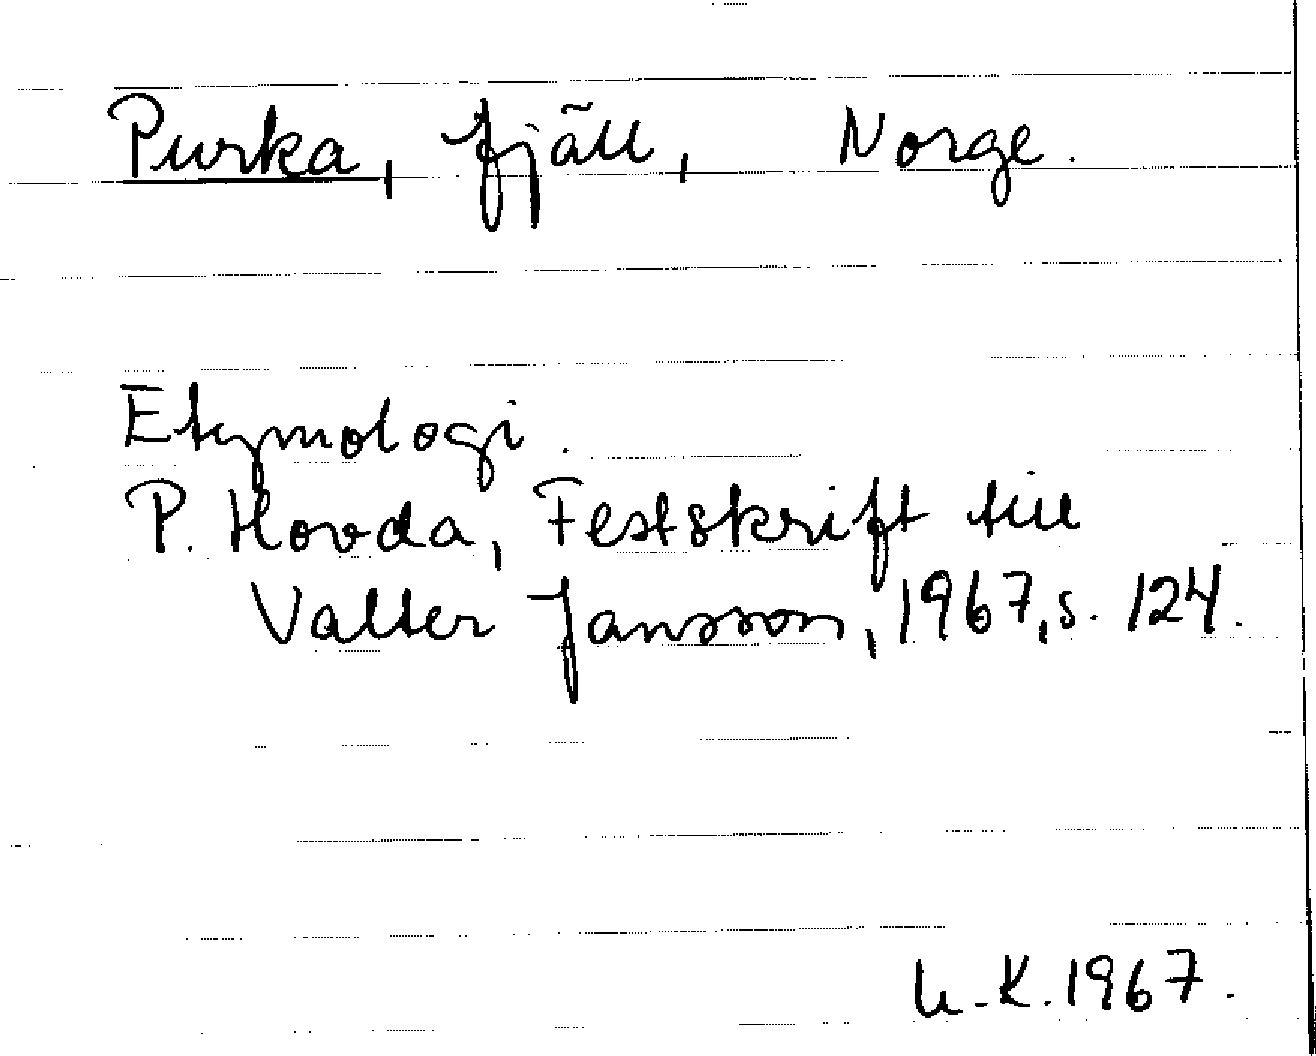 Purka, fjäll, Norge.
Etymologi.
P. Hovda, Festskrift till
Valter Jansson, 1967, s. 124.
K. 1967.